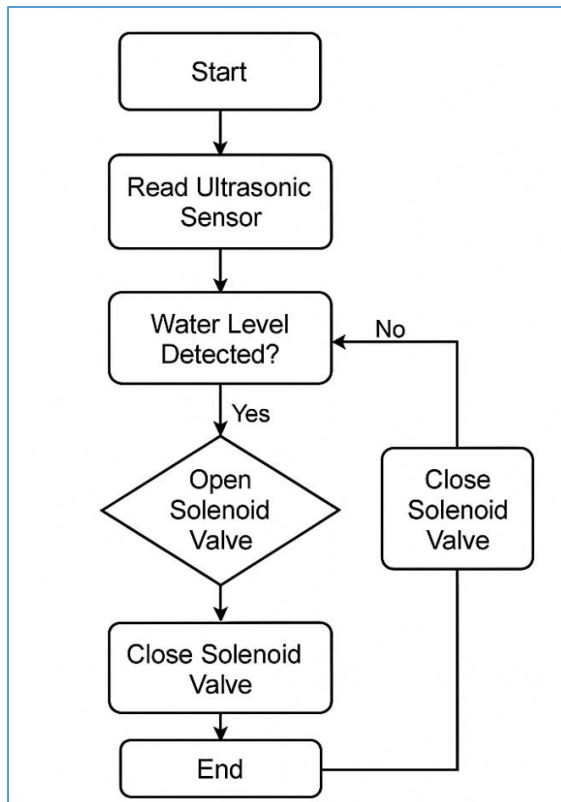 Start
Read Ultrasonic
Sensor
Water Level
Detected?
No
Yes
Open
Solenoid
Valve
Close
Solenoid
Valve
Close Solenoid
Valve
End